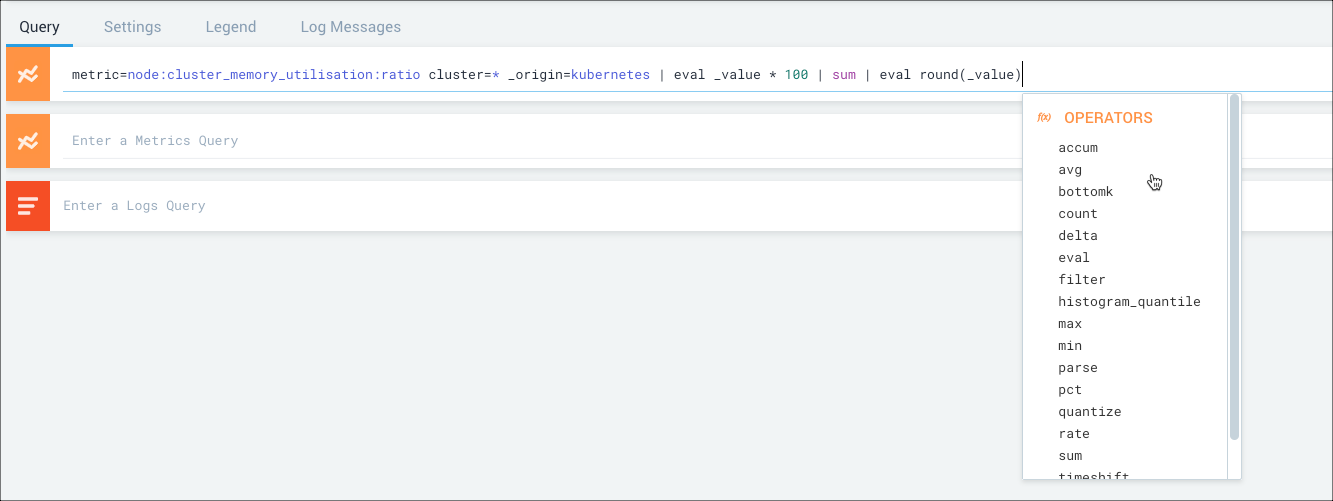 Query Settings Legend Log Messages
metric=node:cluster_memory_utilisation:ratio cluster=* _origin=kubernetes | eval _value * 100 | sum | eval round(_value)
Enter a Metrics Query
Enter a Logs Query
f(x) OPERATORS
accum
avg
bottomk
count
delta
eval
filter
histogram_quantile
max
min
parse
pct
quantize
rate
sum
timeshift